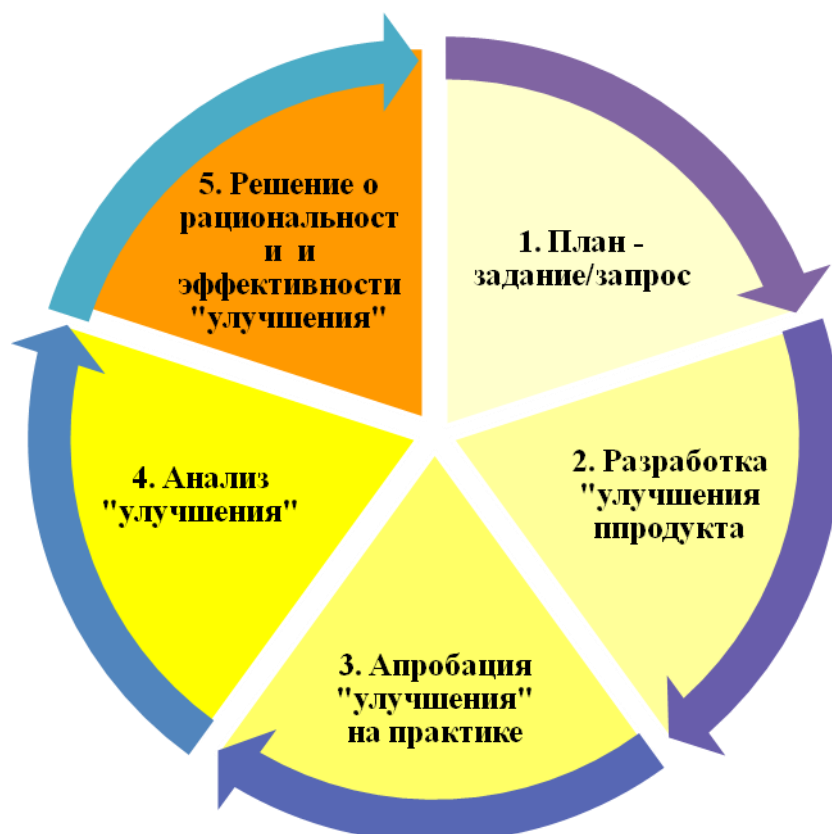 1. План -
задание/запрос
2. Разработка
"улучшения
ппродукта
3. Апробация
"улучшения"
на практике
4. Анализ
"улучшения"
5. Решение о
рациональност
и и
эффективности
"улучшения"